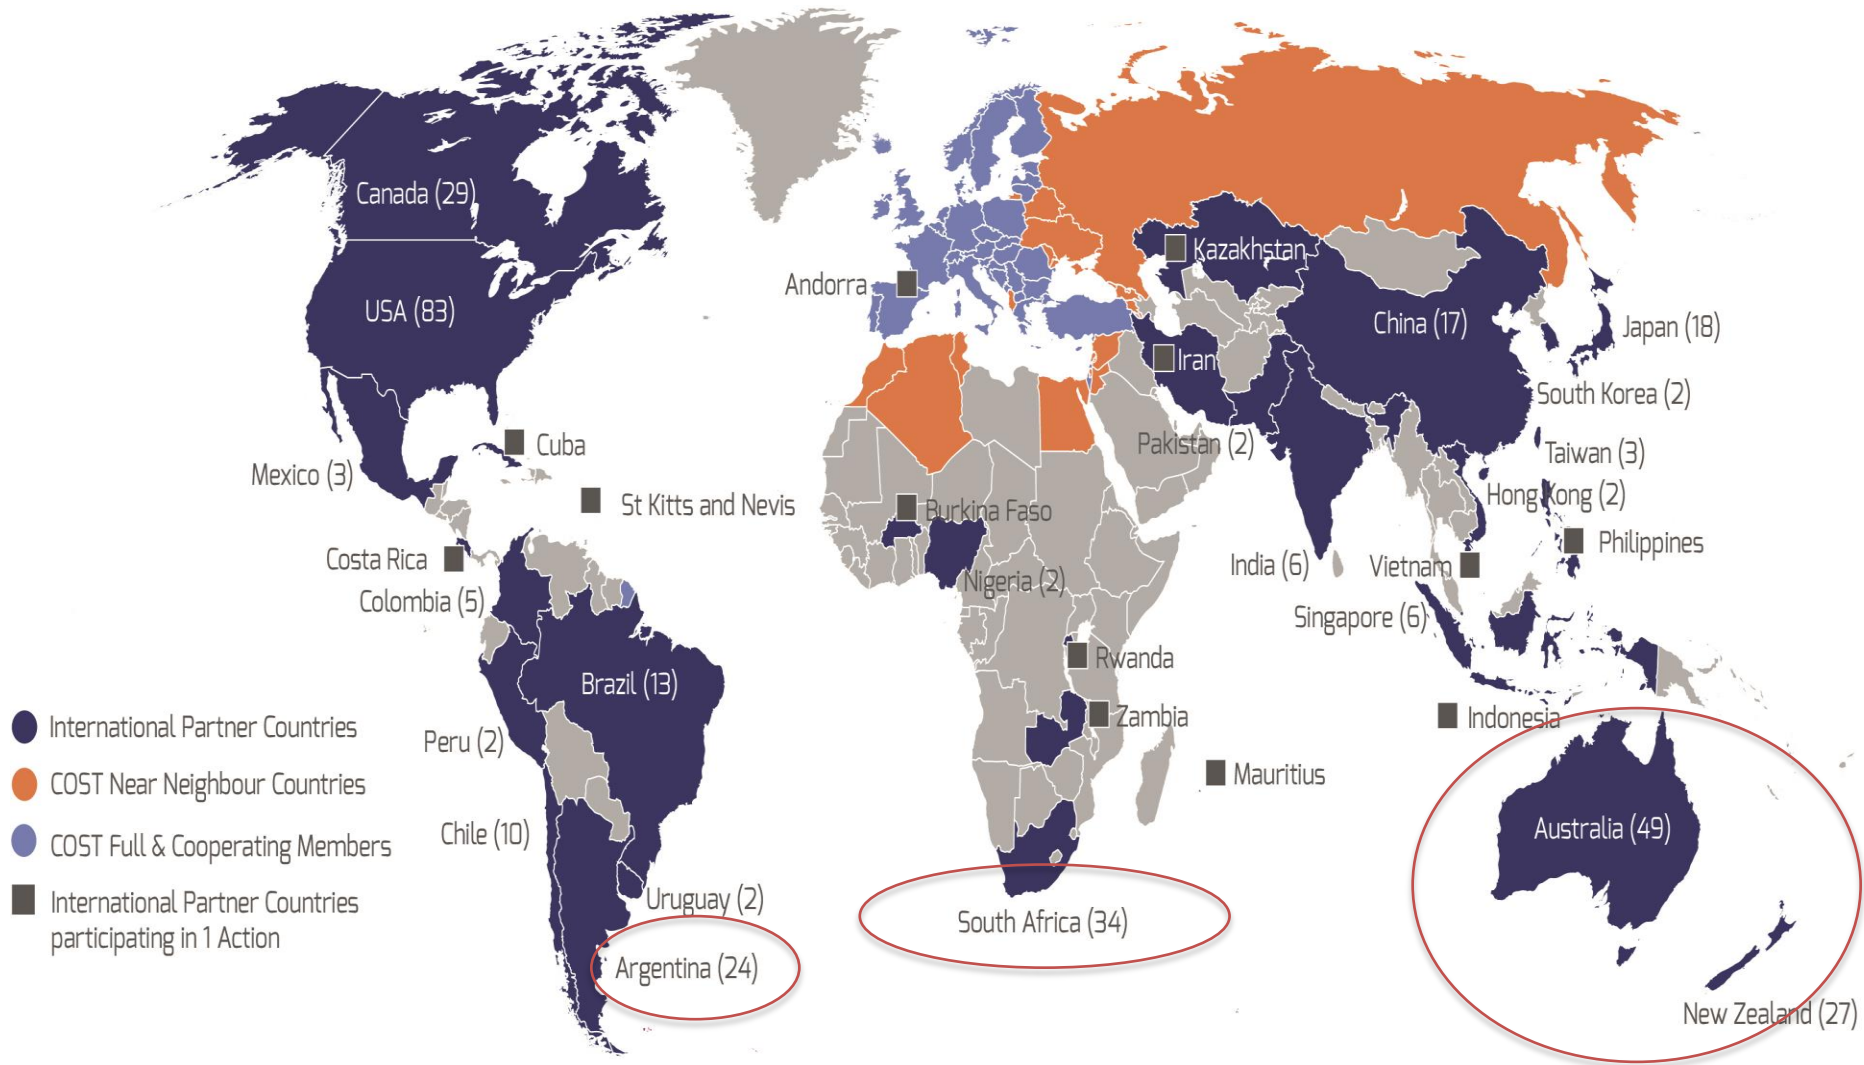 Canada (29)
USA (83)
Mexico (3)
Cuba
St Kitts and Nevis
Costa Rica
Colombia (5)
Brazil (13)
Peru (2)
Chile (10)
Uruguay (2)
Argentina (24)
Andorra
Burkina Faso
Nigeria (2)
Rwanda
Zambia
Mauritius
South Africa (34)
Kazakhstan
Iran
Pakistan (2)
India (6)
China (17)
Japan (18)
South Korea (2)
Taiwan (3)
Hong Kong (2)
Philippines
Vietnam
Singapore (6)
Indonesia
Australia (49)
New Zealand (27)
International Partner Countries
COST Near Neighbour Countries
COST Full & Cooperating Members
International Partner Countries
participating in 1 Action